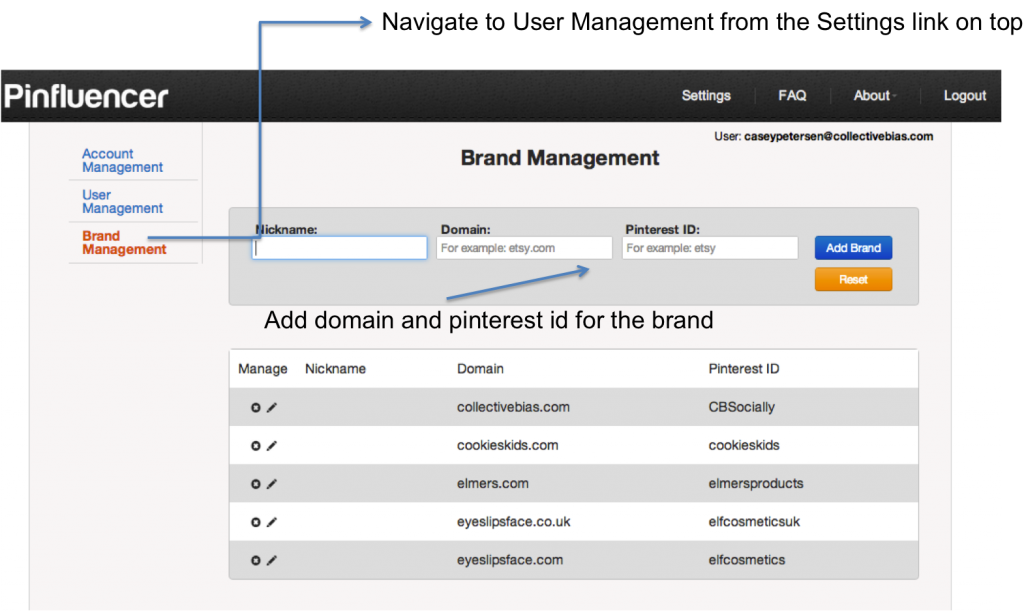 Navigate to User Management from the Settings link on top
Pinfluencer
Settings FAQ About Logout
User: caseypetersen@collectivebias.com
Account
Management
User
Management
Brand
Management
Brand Management
Nickname: Domain: Pinterest ID:
For example: etsy.com For example: etsy Add Brand
Reset
Add domain and pinterest id for the brand
Manage Nickname Domain Pinterest ID
collectivebias.com CBSocially
cookieskids.com cookieskids
elmers.com elmersproducts
eyeslipsface.co.uk elfcosmeticsuk
eyeslipsface.com elfcosmetics